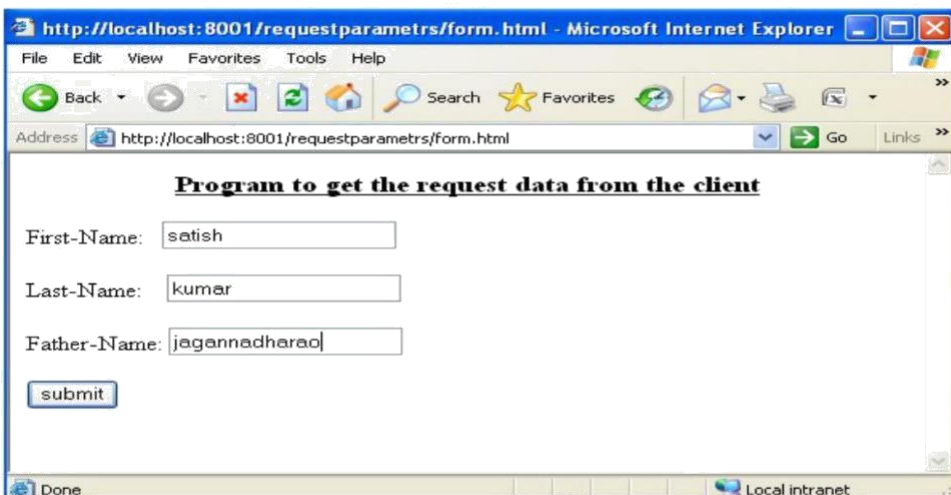 http://localhost:8001/requestparametrs/form.html - Microsoft Internet Explorer
File Edit View Favorites Tools Help
Back Search Favorites
Address http://localhost:8001/requestparametrs/form.html Go Links
Program to get the request data from the client
First-Name: satish
Last-Name: kumar
Father-Name: jagannadharao
submit
Done Local intranet